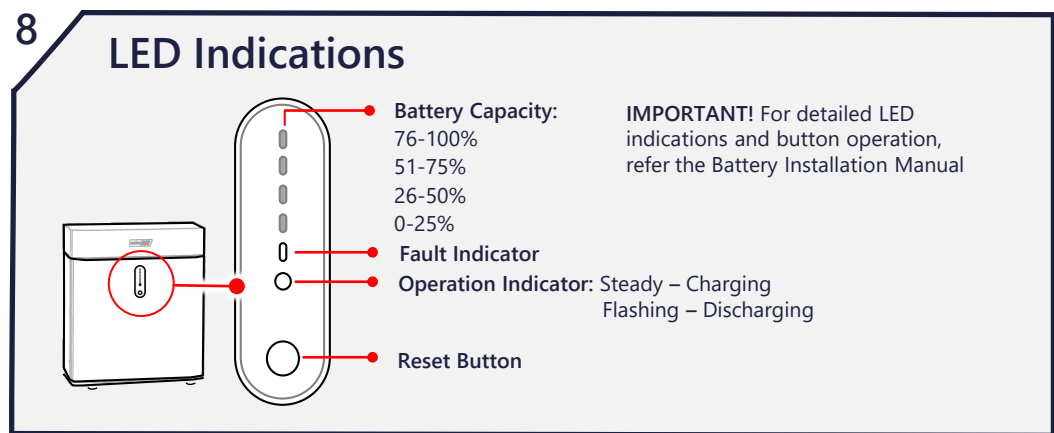 8
LED Indications
Battery Capacity:
76-100%
51-75%
26-50%
0-25%
Fault Indicator
Operation Indicator: Steady – Charging
Flashing – Discharging
Reset Button
IMPORTANT! For detailed LED
indications and button operation,
refer the Battery Installation Manual